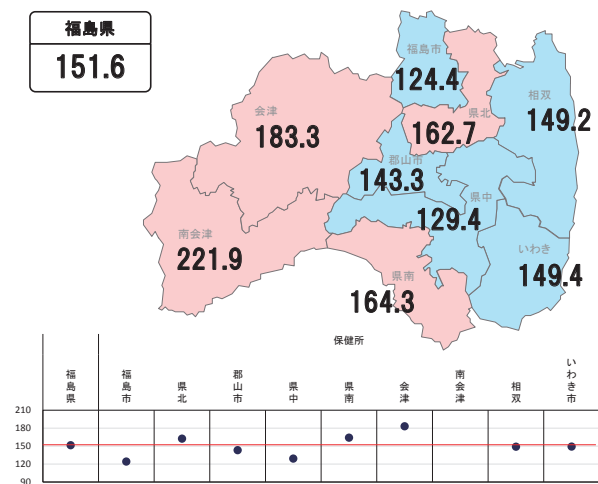 福島県
151.6
福島市
124.4
相双
149.2
会津
183.3
県北
162.7
郡山市
143.3
県中
129.4
南会津
221.9
いわき
149.4
県南
164.3
保健所
福島県
福島市
県北
郡山市
県中
県南
会津
南会津
相双
いわき市
210
180
150
120
90